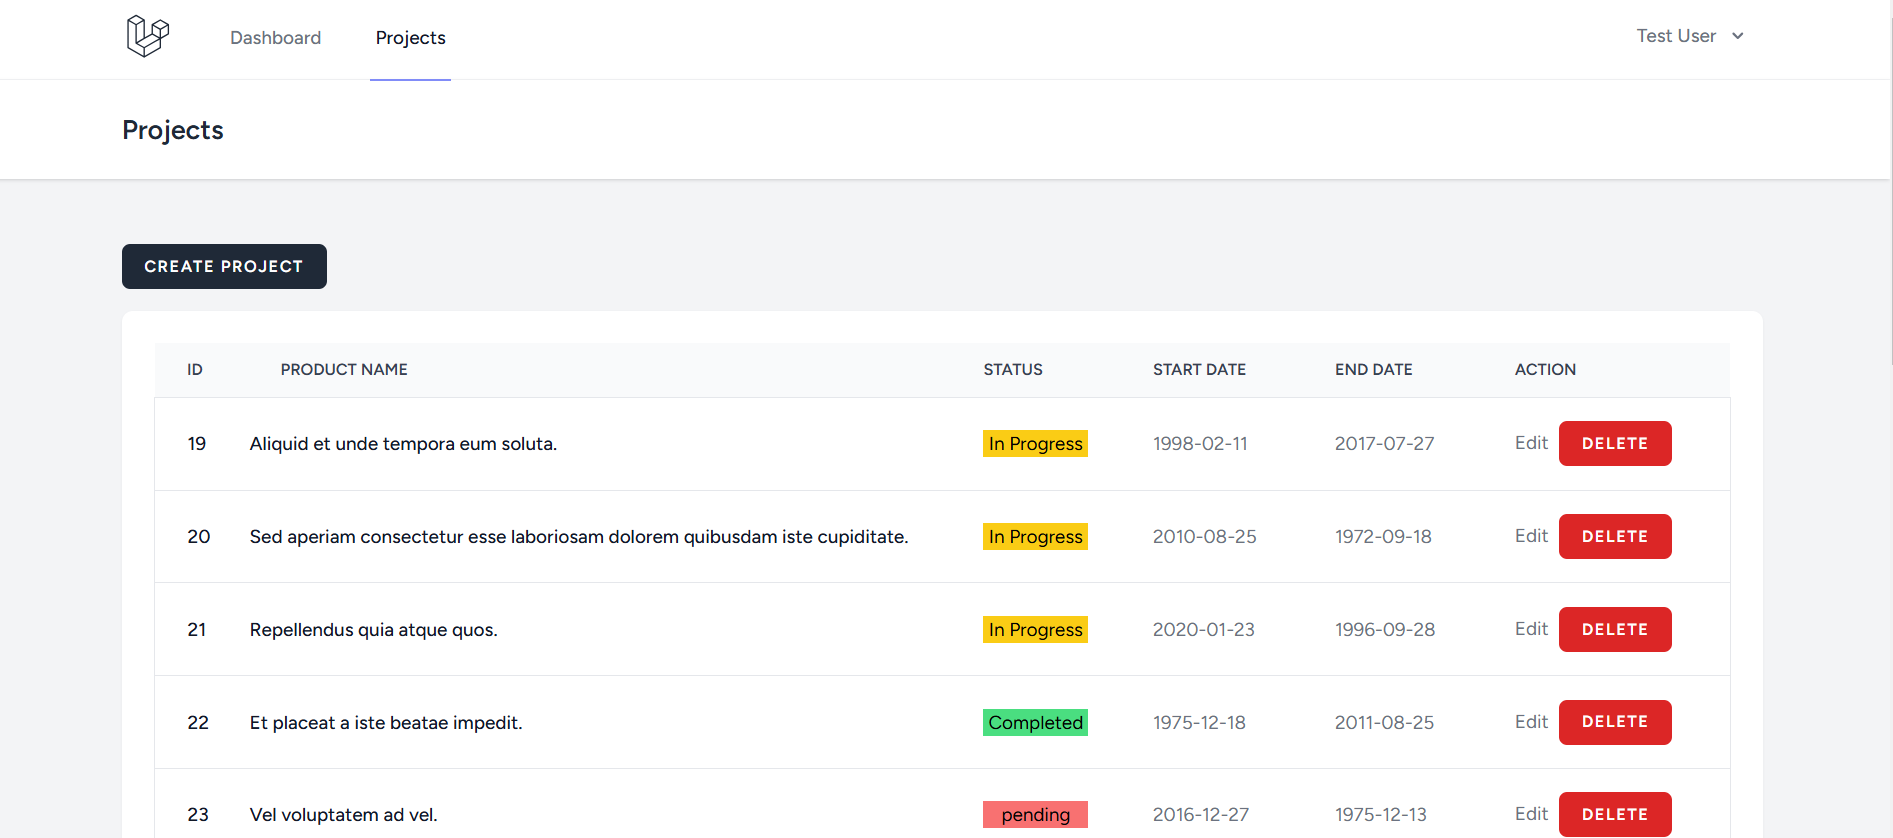 Dashboard Projects Test User
Projects
CREATE PROJECT
ID PRODUCT NAME STATUS START DATE END DATE ACTION
19 Aliquid et unde tempora eum soluta. In Progress 1998-02-11 2017-07-27 Edit DELETE
20 Sed aperiam consectetur esse laboriosam dolorem quibusdam iste cupiditate. In Progress 2010-08-25 1972-09-18 Edit DELETE
21 Repellendus quia atque quos. In Progress 2020-01-23 1996-09-28 Edit DELETE
22 Et placeat a iste beatae impedit. Completed 1975-12-18 2011-08-25 Edit DELETE
23 Vel voluptatem ad vel. pending 2016-12-27 1975-12-13 Edit DELETE